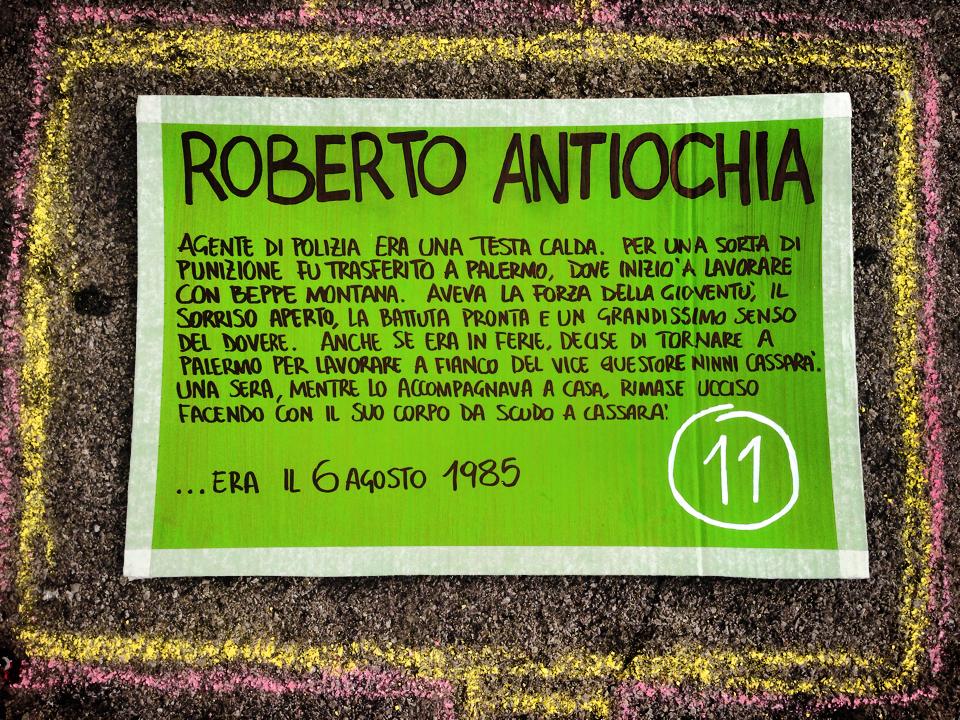 ROBERTO ANTIOCHIA
AGENTE DI POLIZIA ERA UNA TESTA CALDA. PER UNA SORTA DI
PUNIZIONE FU TRASFERITO A PALERMO, DOVE INIZIO' A LAVORARE
CON BEPPE MONTANA. AVEVA LA FORZA DELLA GIOVENTU', IL
SORRISO APERTO, LA BATTUTA PRONTA E UN GRANDISSIMO SENSO
DEL DOVERE. ANCHE SE ERA IN FERIE, DECISE DI TORNARE A
PALERMO PER LAVORARE A FIANCO DEL VICE QUESTORE NINNI CASSARA'.
UNA SERA, MENTRE LO ACCOMPAGNAVA A CASA, RIMASE UCCISO
FACENDO CON IL SUO CORPO DA SCUDO A CASSARA'.
...ERA IL 6 AGOSTO 1985
11